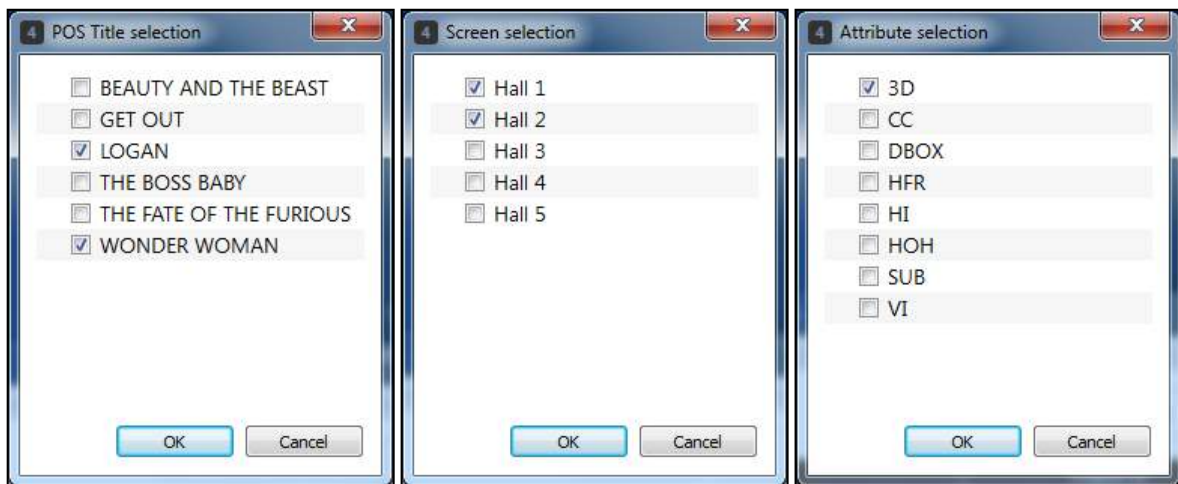 4 POS Title selection
BEAUTY AND THE BEAST
GET OUT
LOGAN
THE BOSS BABY
THE FATE OF THE FURIOUS
WONDER WOMAN
OK Cancel
4 Screen selection
Hall 1
Hall 2
Hall 3
Hall 4
Hall 5
OK Cancel
4 Attribute selection
3D
CC
DBOX
HFR
HI
HOH
SUB
VI
OK Cancel